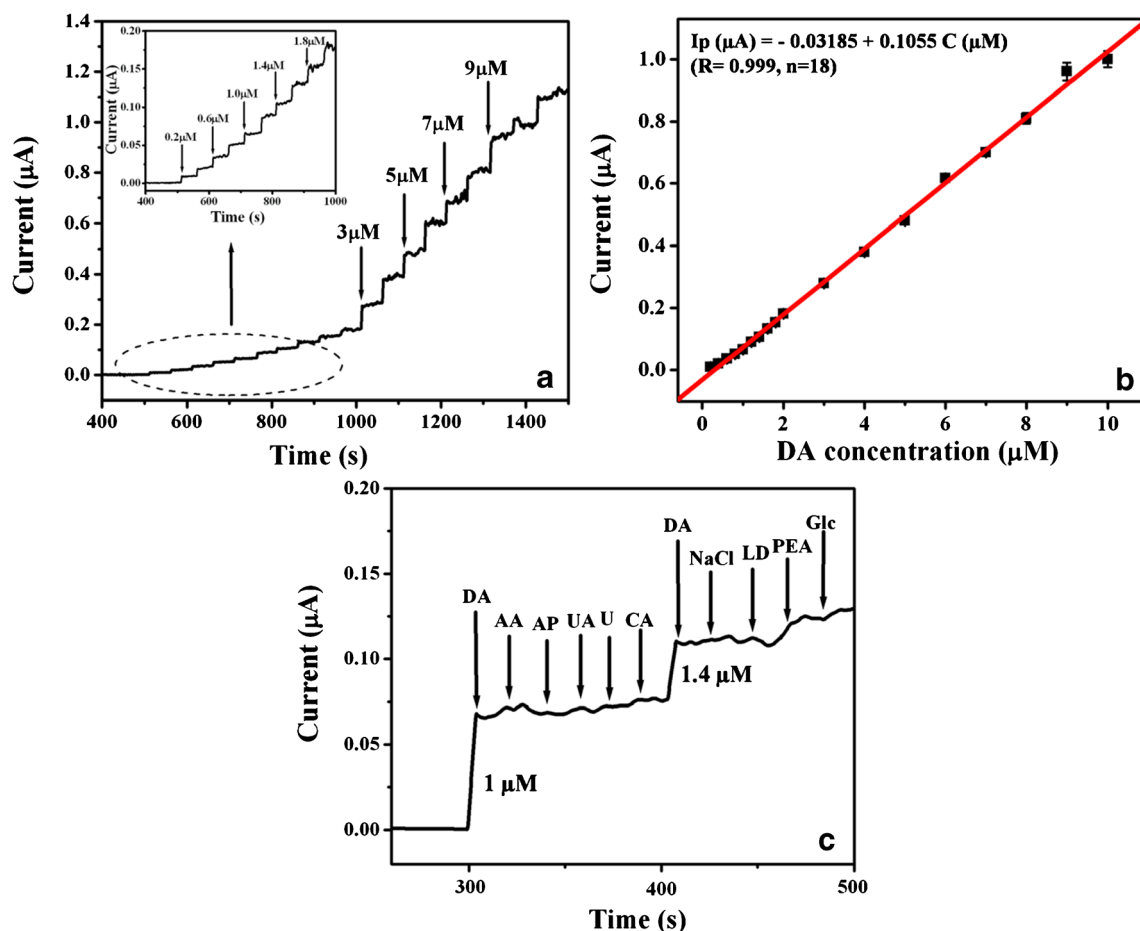 1.4
1.2
1.0
0.8
0.6
0.4
0.2
0.0
Current (µA)
400 600 800 1000 1200 1400
Time (s)
0.20
0.15
0.10
0.05
0.00
Current (µA)
400 600 800 1000
Time (s)
0.2µM
0.6µM
1.0µM
1.4µM
1.8µM
3µM
5µM
7µM
9µM
a
Ip (µA) = - 0.03185 + 0.1055 C (µM)
(R= 0.999, n=18)
1.0
0.8
0.6
0.4
0.2
0.0
Current (µA)
0 2 4 6 8 10
DA concentration (µM)
b
0.20
0.15
0.10
0.05
0.00
Current (µA)
DA AA AP UA U CA DA NaCl LD PEA Glc
1 µM
1.4 µM
c
300 400 500
Time (s)